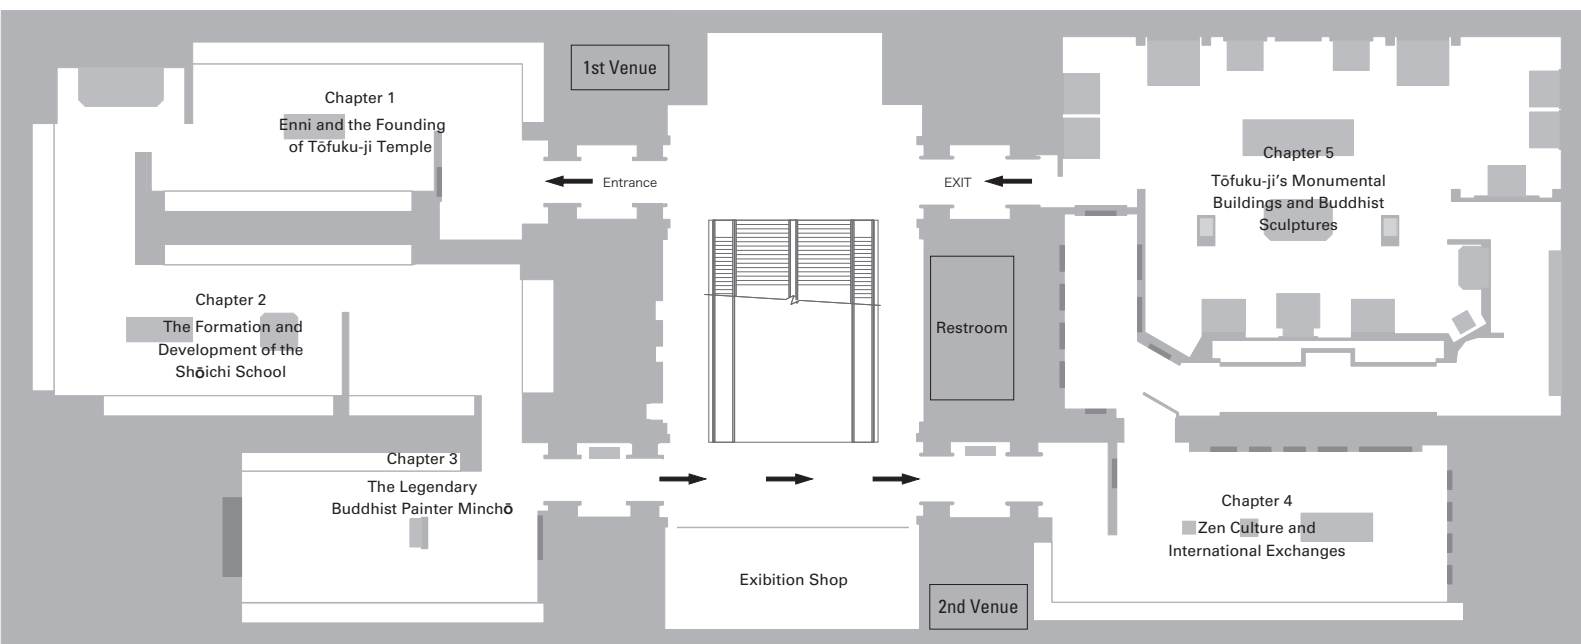 1st Venue
Chapter 1
Enni and the Founding
of Tōfuku-ji Temple
Entrance
EXIT
Chapter 5
Tōfuku-ji's Monumental
Buildings and Buddhist
Sculptures
Chapter 2
The Formation and
Development of the
Shōichi School
Restroom
Chapter 3
The Legendary
Buddhist Painter Minchō
Chapter 4
Zen Culture and
International Exchanges
Exibition Shop
2nd Venue